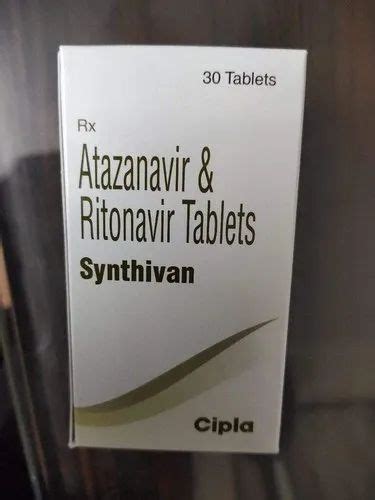 30 Tablets
Rx
Atazanavir &
Ritonavir Tablets
Synthivan
Cipla